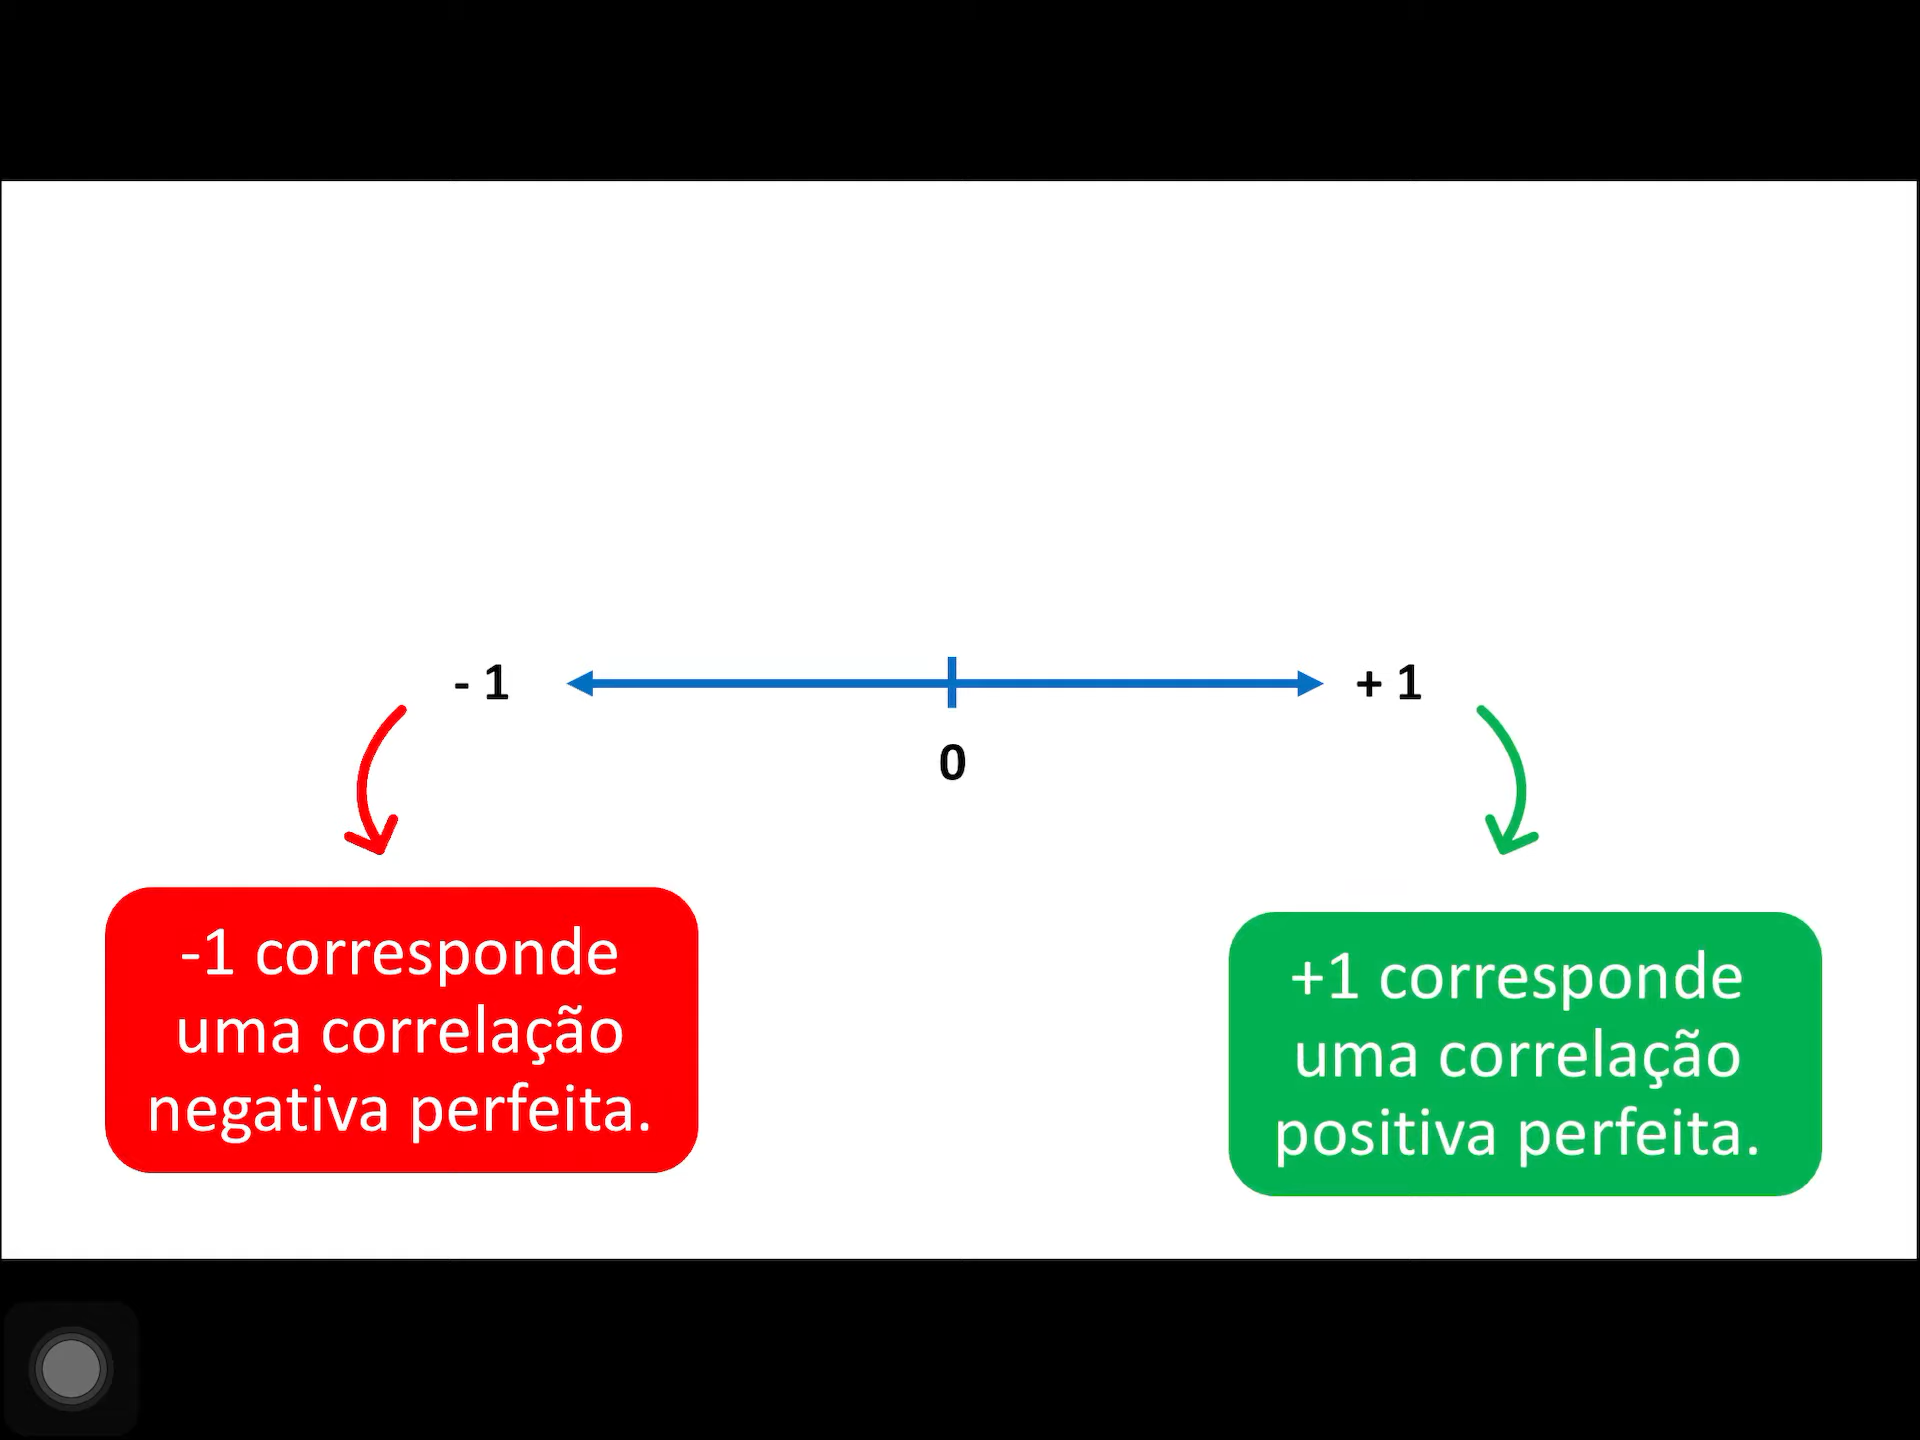 - 1
+ 1
0
-1 corresponde
uma correlação
negativa perfeita.
+1 corresponde
uma correlação
positiva perfeita.